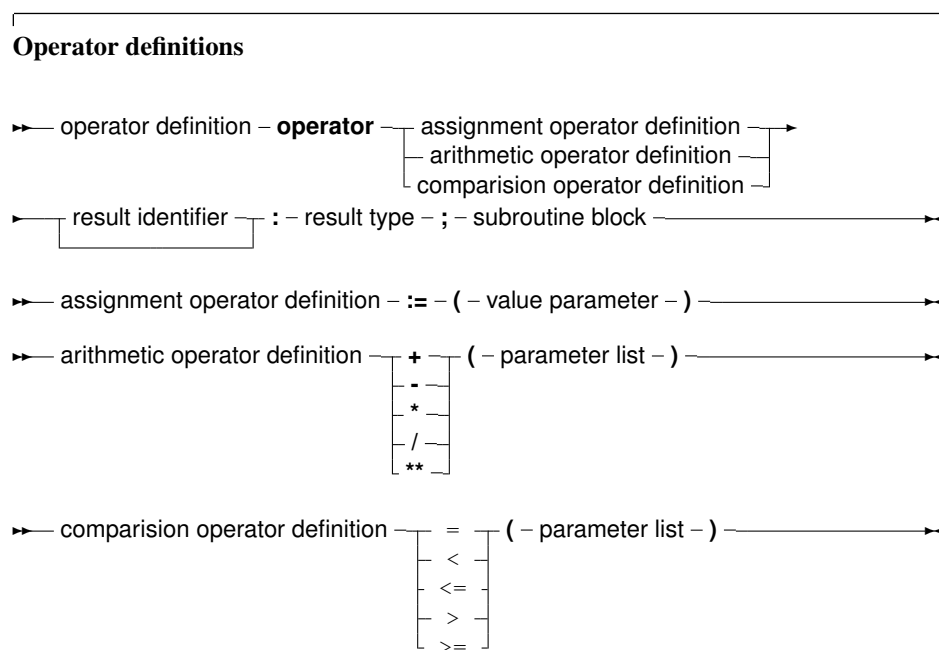 Operator definitions
operator definition – operator assignment operator definition
arithmetic operator definition
comparision operator definition
result identifier : – result type – ; – subroutine block
assignment operator definition – := – ( – value parameter – )
arithmetic operator definition + ( – parameter list – )
-
*
/
**
comparision operator definition = ( – parameter list – )
<
<=
>
>=